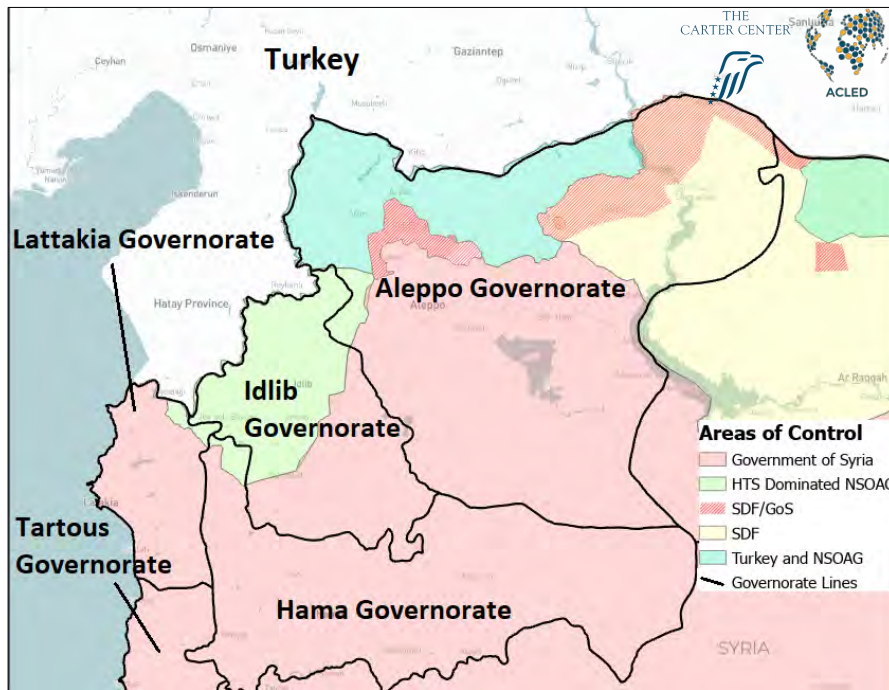 THE
CARTER CENTER
ACLED
Osmaniye
Ceyhan
Gaziantep
Turkey
Iskenderun
Lattakia Governorate
Hatay Province
Aleppo Governorate
Aleppo
Idlib
Idlib
Governorate
Ar Raqqah
Areas of Control
Government of Syria
HTS Dominated NSOAG
SDF/GoS
SDF
Turkey and NSOAG
Governorate Lines
Tartous
Governorate
Hama Governorate
SYRIA